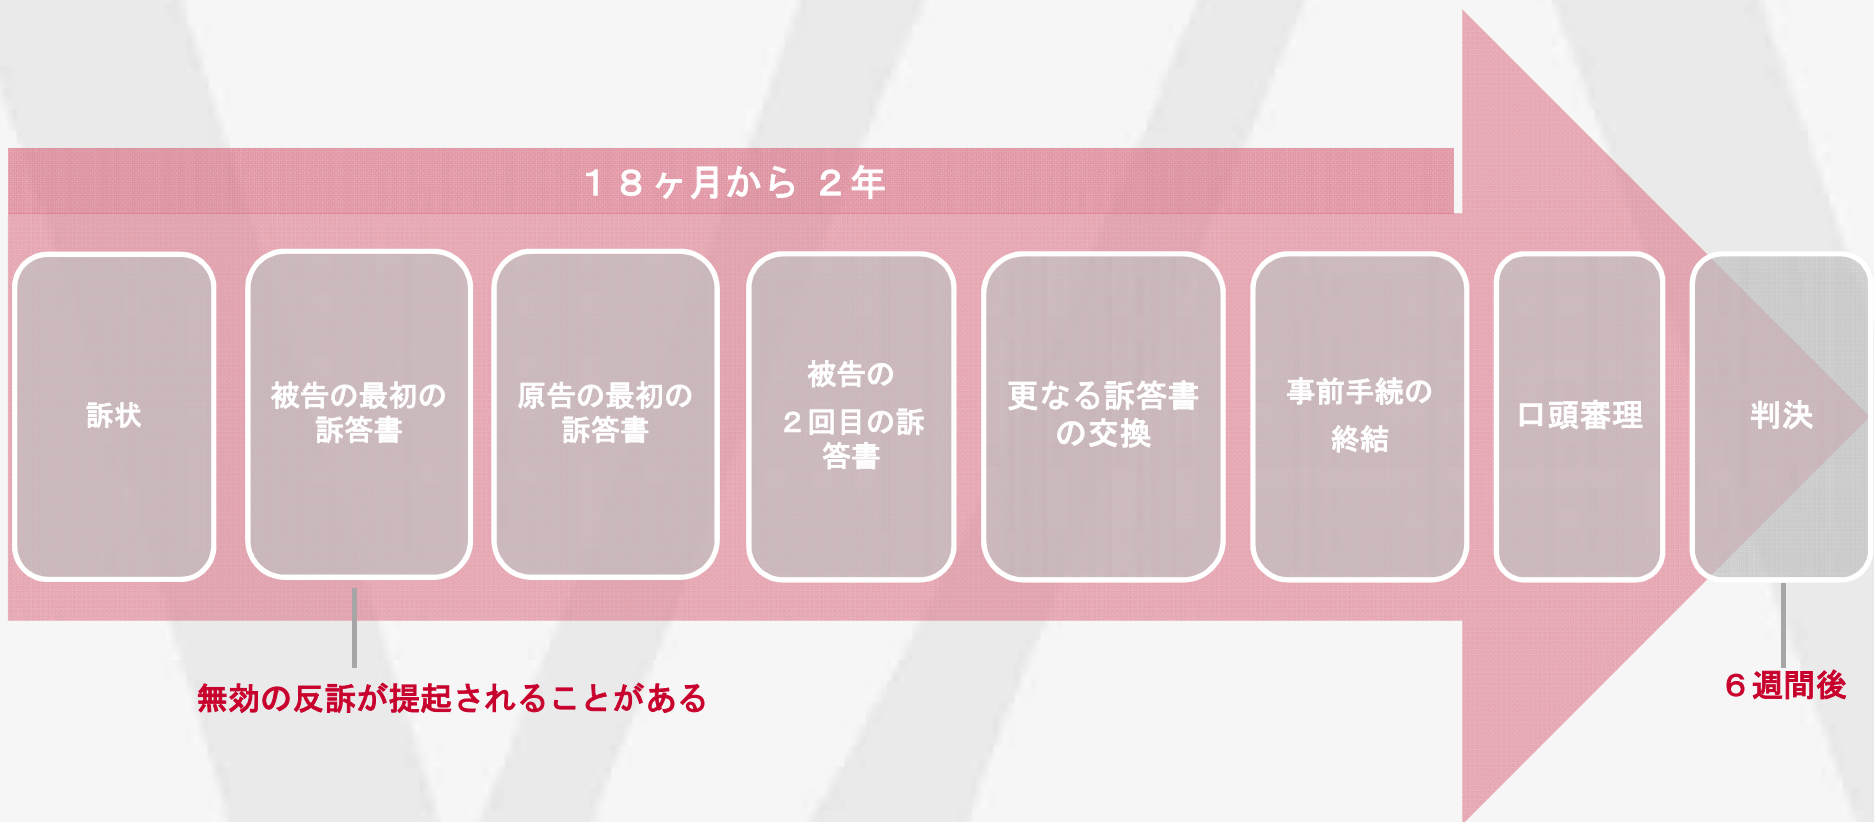 １８ヶ月から ２年
訴状
被告の最初の
訴答書
原告の最初の
訴答書
被告の
２回目の訴
答書
更なる訴答書
の交換
事前手続の
終結
口頭審理
判決
無効の反訴が提起されることがある
６週間後